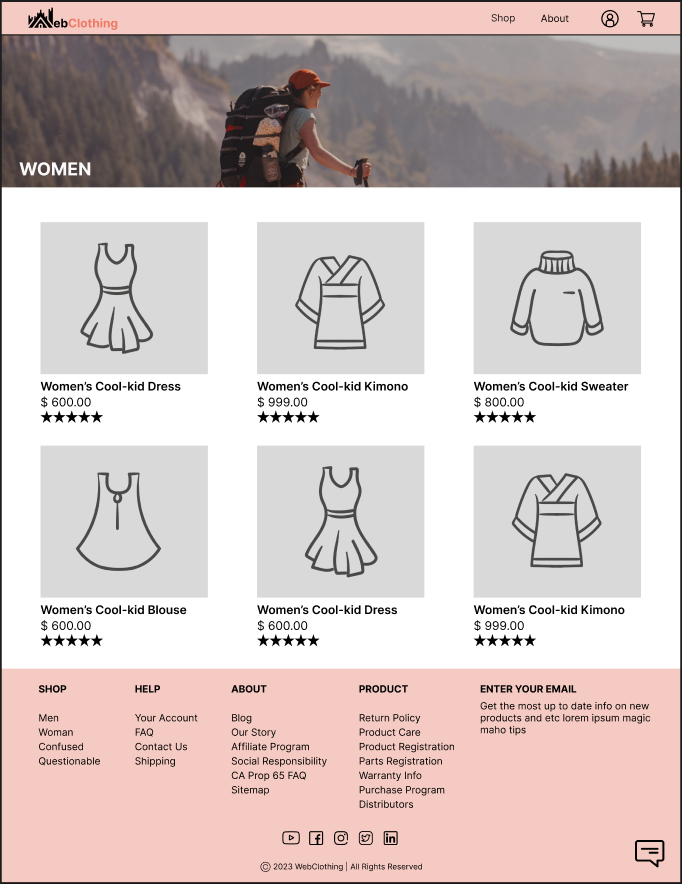 WebClothing
Shop
About
WOMEN
Women’s Cool-kid Dress
$ 600.00
★★★★★
Women’s Cool-kid Kimono
$ 999.00
★★★★★
Women’s Cool-kid Sweater
$ 800.00
★★★★★
Women’s Cool-kid Blouse
$ 600.00
★★★★★
Women’s Cool-kid Dress
$ 600.00
★★★★★
Women’s Cool-kid Kimono
$ 999.00
★★★★★
SHOP
Men
Woman
Confused
Questionable
HELP
Your Account
FAQ
Contact Us
Shipping
ABOUT
Blog
Our Story
Affiliate Program
Social Responsibility
CA Prop 65 FAQ
Sitemap
PRODUCT
Return Policy
Product Care
Product Registration
Parts Registration
Warranty Info
Purchase Program
Distributors
ENTER YOUR EMAIL
Get the most up to date info on new
products and etc lorem ipsum magic
maho tips
© 2023 WebClothing | All Rights Reserved